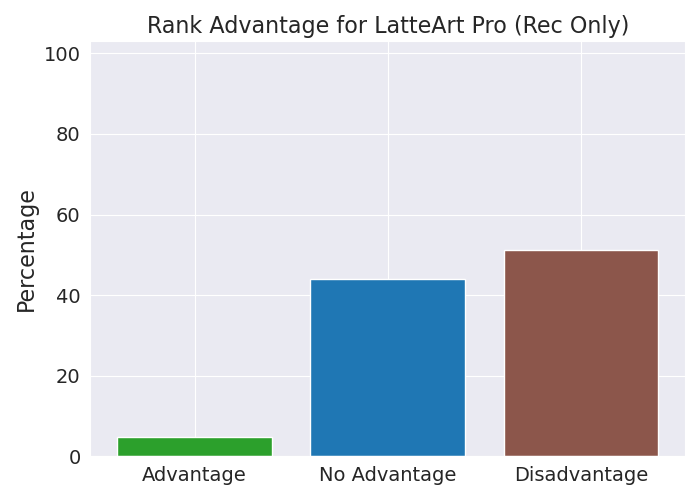 Rank Advantage for LatteArt Pro (Rec Only)
100
80
60
40
20
0
Percentage
Advantage
No Advantage
Disadvantage